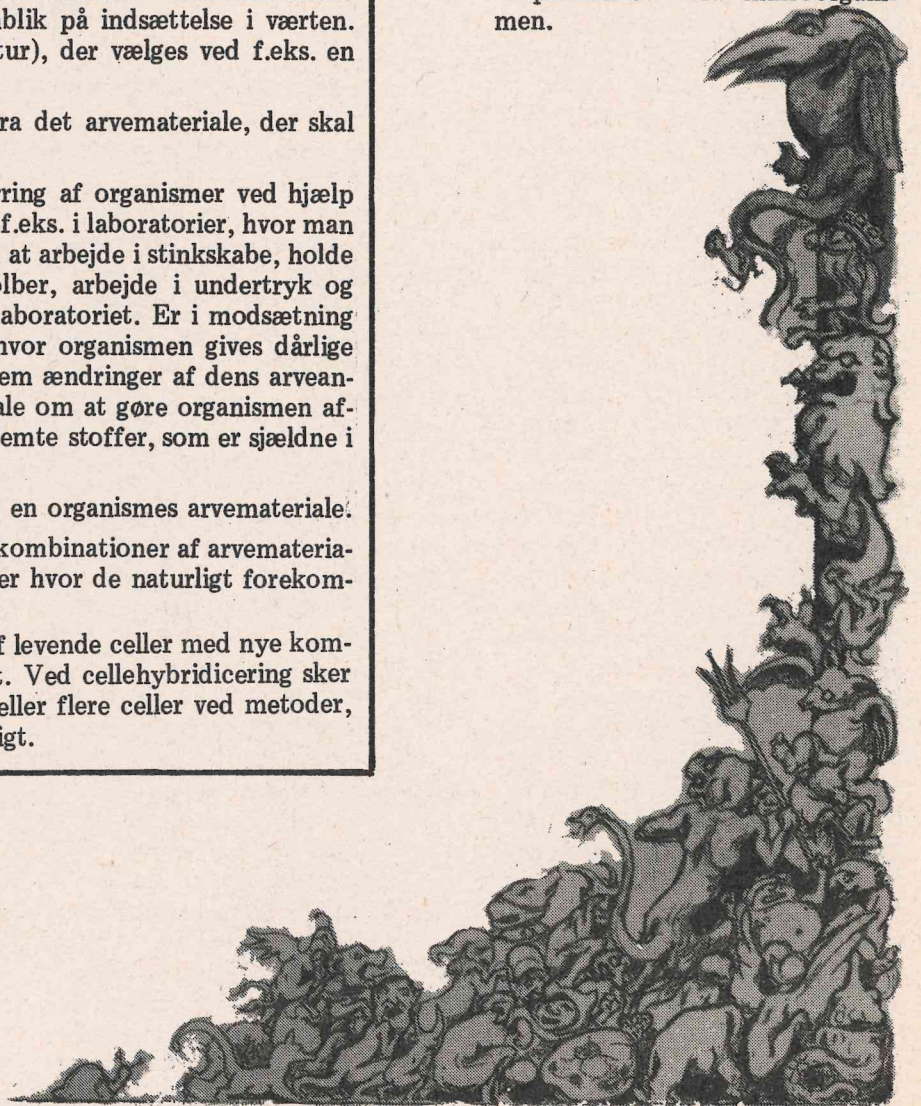 blik på indsættelse i værten.
tur), der vælges ved f.eks. en
ra det arvemateriale, der skal
ring af organismer ved hjælp
f.eks. i laboratorier, hvor man
at arbejde i stinkskabe, holde
lber, arbejde i undertryk og
aboratoriet. Er i modsætning
hvor organismen gives dårlige
em ændringer af dens arvean-
ale om at gøre organismen af-
emte stoffer, som er sjældne i
en organismes arvemateriale.
kombinationer af arvemateria-
er hvor de naturligt forekom-
f levende celler med nye kom-
t. Ved cellehybridicering sker
eller flere celler ved metoder,
igt.
men.